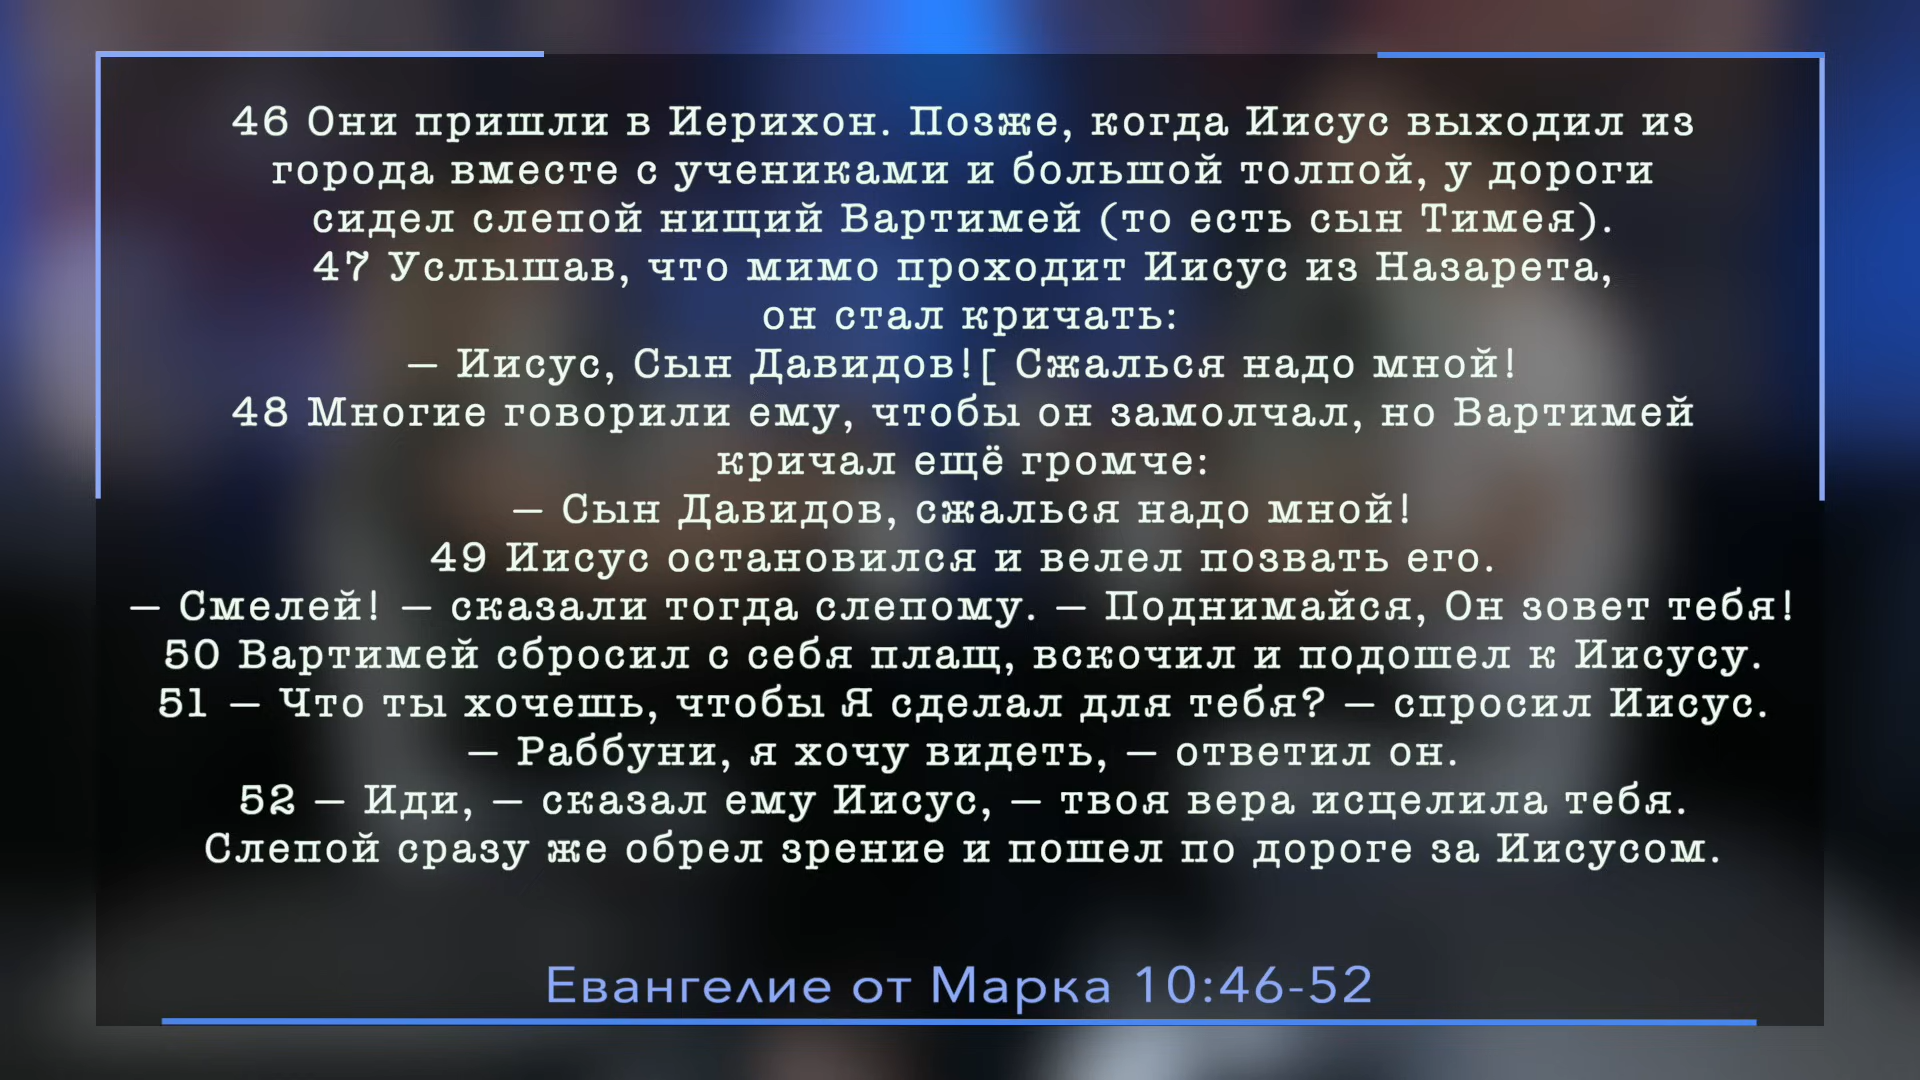 46 Они пришли в Иерихон. Позже, когда Иисус выходил из
города вместе с учениками и большой толпой, у дороги
сидел слепой нищий Вартимей (то есть сын Тимея).
47 Услышав, что мимо проходит Иисус из Назарета,
он стал кричать:
— Иисус, Сын Давидов![ Сжалься надо мной!
48 Многие говорили ему, чтобы он замолчал, но Вартимей
кричал ещё громче:
— Сын Давидов, сжалься надо мной!
49 Иисус остановился и велел позвать его.
— Смелей! — сказали тогда слепому. — Поднимайся, Он зовет тебя!
50 Вартимей сбросил с себя плащ, вскочил и подошел к Иисусу.
51 — Что ты хочешь, чтобы Я сделал для тебя? — спросил Иисус.
— Раббуни, я хочу видеть, — ответил он.
52 — Иди, — сказал ему Иисус, — твоя вера исцелила тебя.
Слепой сразу же обрел зрение и пошел по дороге за Иисусом.
Евангелие от Марка 10:46-52